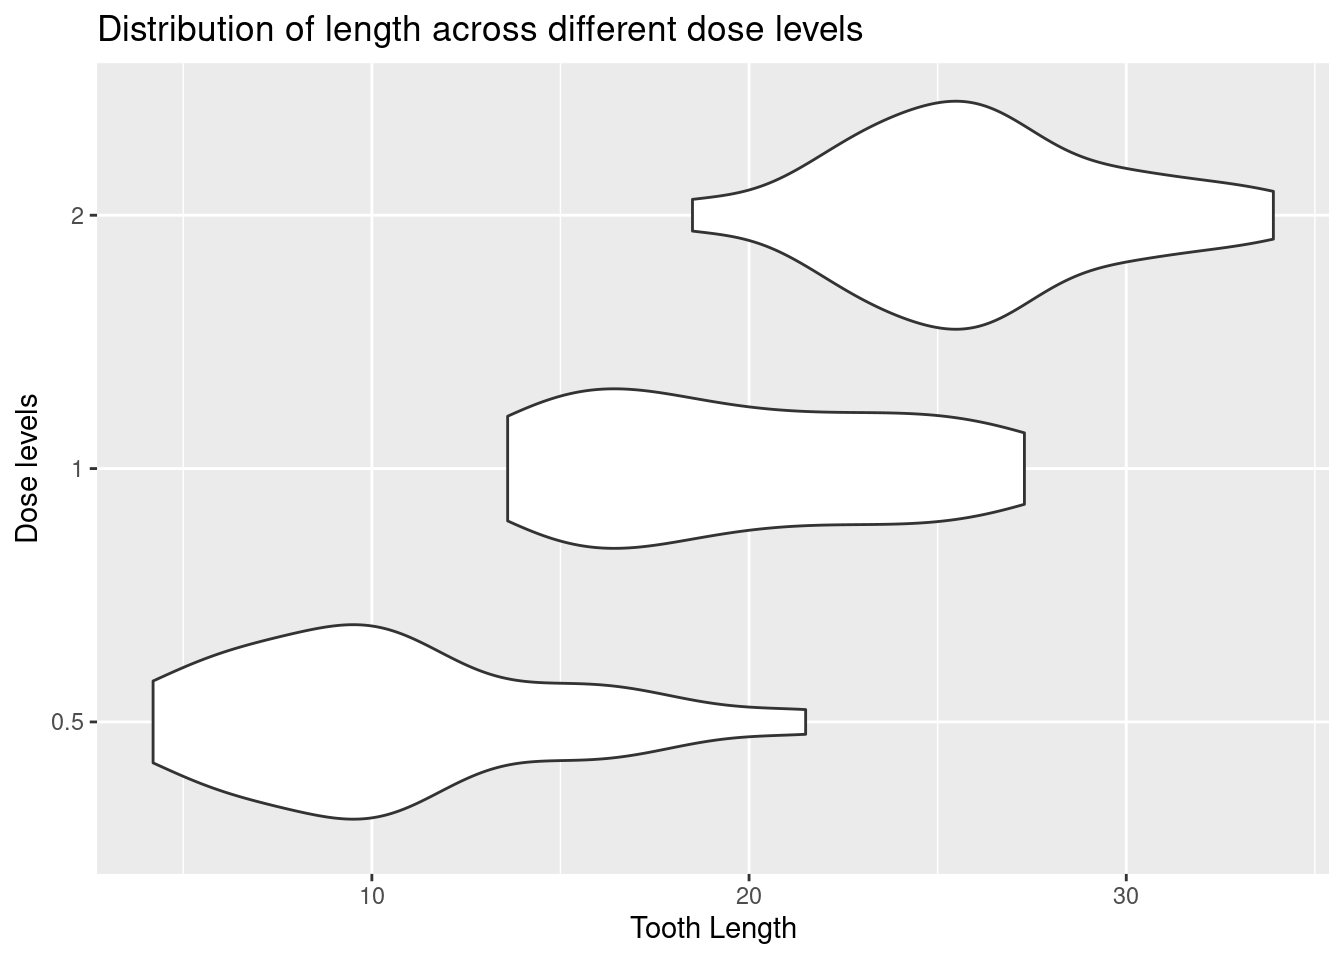 Distribution of length across different dose levels
2
1
0.5
Dose levels
10 20 30
Tooth Length